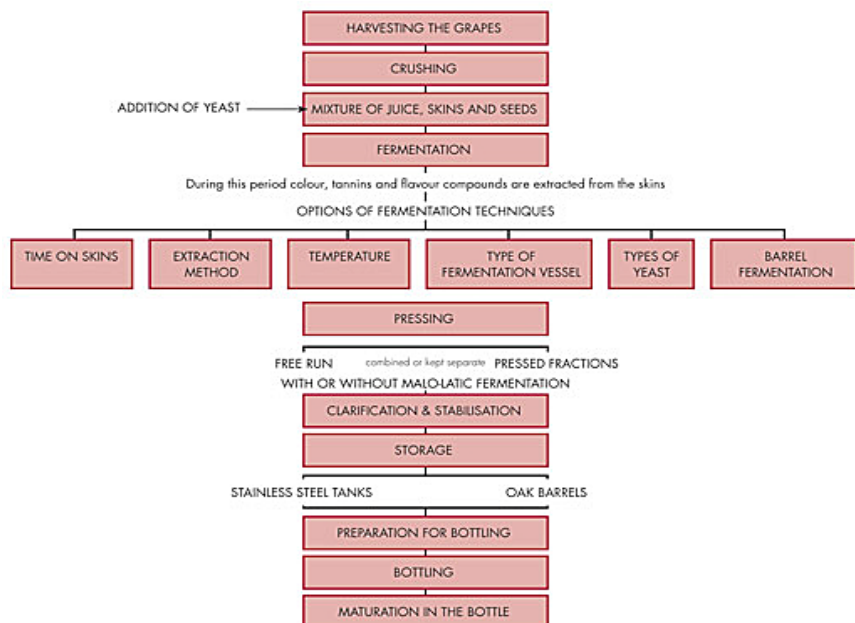 HARVESTING THE GRAPES
CRUSHING
ADDITION OF YEAST
MIXTURE OF JUICE, SKINS AND SEEDS
FERMENTATION
During this period colour, tannins and flavour compounds are extracted from the skins
OPTIONS OF FERMENTATION TECHNIQUES
TIME ON SKINS
EXTRACTION
METHOD
TEMPERATURE
TYPE OF
FERMENTATION VESSEL
TYPES OF
YEAST
BARREL
FERMENTATION
PRESSING
FREE RUN
combined or kept separate
PRESSED FRACTIONS
WITH OR WITHOUT MALO-LATIC FERMENTATION
CLARIFICATION & STABILISATION
STORAGE
STAINLESS STEEL TANKS
OAK BARRELS
PREPARATION FOR BOTTLING
BOTTLING
MATURATION IN THE BOTTLE